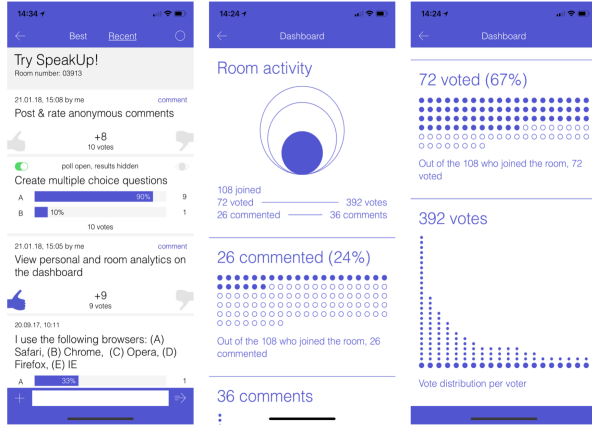 14:34
Best Recent
Try SpeakUp!
Room number: 03913
21.01.18, 15:08 by me comment
Post & rate anonymous comments
+8
10 votes
poll open, results hidden
Create multiple choice questions
A 90% 9
B 10% 1
10 votes
21.01.18, 15:05 by me comment
View personal and room analytics on
the dashboard
+9
9 votes
20.09.17, 10:11
I use the following browsers: (A)
Safari, (B) Chrome, (C) Opera, (D)
Firefox, (E) IE
A 33% 1
14:24
Dashboard
Room activity
108 joined
72 voted 392 votes
26 commented 36 comments
26 commented (24%)
Out of the 108 who joined the room, 26
commented
36 comments
14:24
Dashboard
72 voted (67%)
Out of the 108 who joined the room, 72
voted
392 votes
Vote distribution per voter